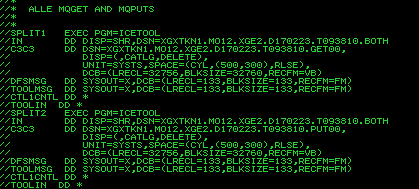 //*  ALLE MQGET AND MQPUTS
//*
//*
//SPLIT1   EXEC PGM=ICETOOL
//IN       DD DISP=SHR,DSN=XGXTKN1.MO12.XGE2.D170223.T093810.BOTH
//C3C3     DD DSN=XGXTKN1.MO12.XGE2.D170223.T093810.GET00,
//            DISP=(,CATLG,DELETE),
//            UNIT=SYTS,SPACE=(CYL,(500,300),RLSE),
//            DCB=(LRECL=32756,BLKSIZE=32760,RECFM=VB)
//DFSMSG   DD SYSOUT=X,DCB=(LRECL=133,BLKSIZE=133,RECFM=FM)
//TOOLMSG  DD SYSOUT=X,DCB=(LRECL=133,BLKSIZE=133,RECFM=FM)
//CTL1CNTL DD *
//TOOLIN  DD *
//SPLIT2   EXEC PGM=ICETOOL
//IN       DD DISP=SHR,DSN=XGXTKN1.MO12.XGE2.D170223.T093810.BOTH
//C3C3     DD DSN=XGXTKN1.MO12.XGE2.D170223.T093810.PUT00,
//            DISP=(,CATLG,DELETE),
//            UNIT=SYTS,SPACE=(CYL,(500,300),RLSE),
//            DCB=(LRECL=32756,BLKSIZE=32760,RECFM=VB)
//DFSMSG   DD SYSOUT=X,DCB=(LRECL=133,BLKSIZE=133,RECFM=FM)
//TOOLMSG  DD SYSOUT=X,DCB=(LRECL=133,BLKSIZE=133,RECFM=FM)
//CTL1CNTL DD *
//TOOLIN  DD *